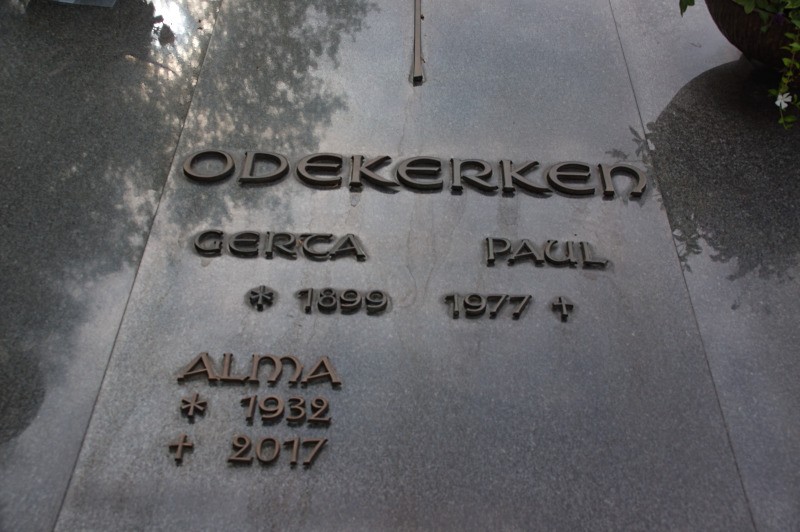 ODEKERKEN
GERTA PAUL
* 1899 1977 +
ALMA
* 1932
+ 2017